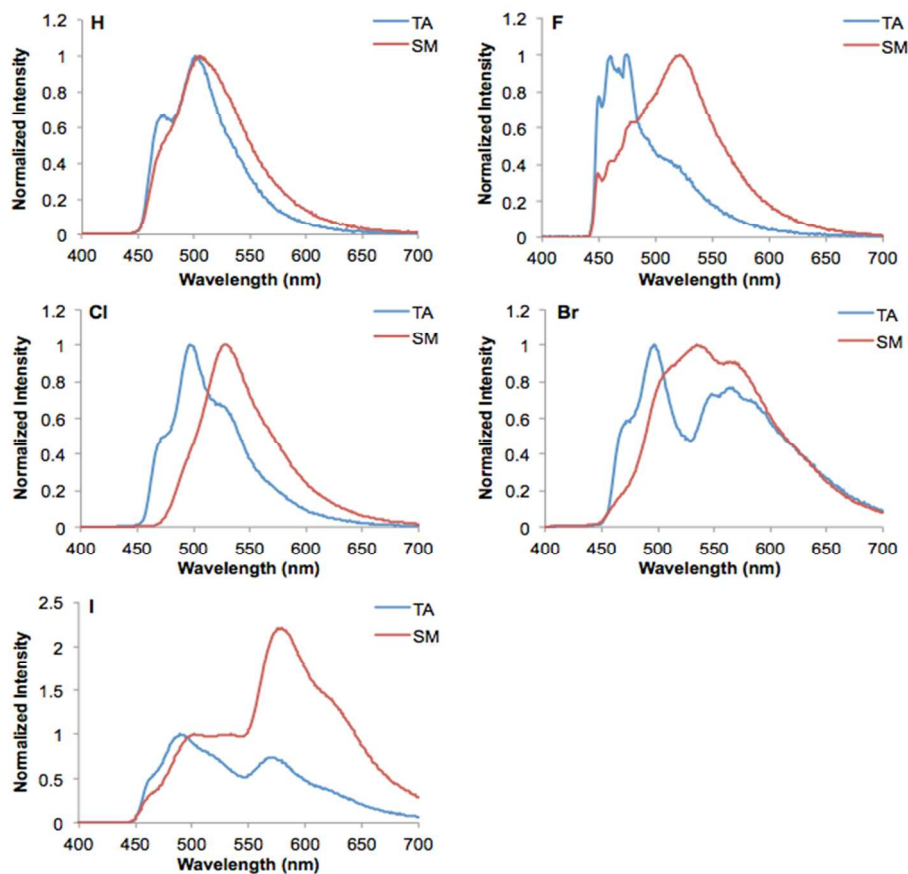 H
TA
SM
Normalized Intensity
1.2
1
0.8
0.6
0.4
0.2
0
400 450 500 550 600 650 700
Wavelength (nm)
F
TA
SM
Normalized Intensity
1.2
1
0.8
0.6
0.4
0.2
0
400 450 500 550 600 650 700
Wavelength (nm)
Cl
TA
SM
Normalized Intensity
1.2
1
0.8
0.6
0.4
0.2
0
400 450 500 550 600 650 700
Wavelength (nm)
Br
TA
SM
Normalized Intensity
1.2
1
0.8
0.6
0.4
0.2
0
400 450 500 550 600 650 700
Wavelength (nm)
I
TA
SM
Normalized Intensity
2.5
2
1.5
1
0.5
0
400 450 500 550 600 650 700
Wavelength (nm)